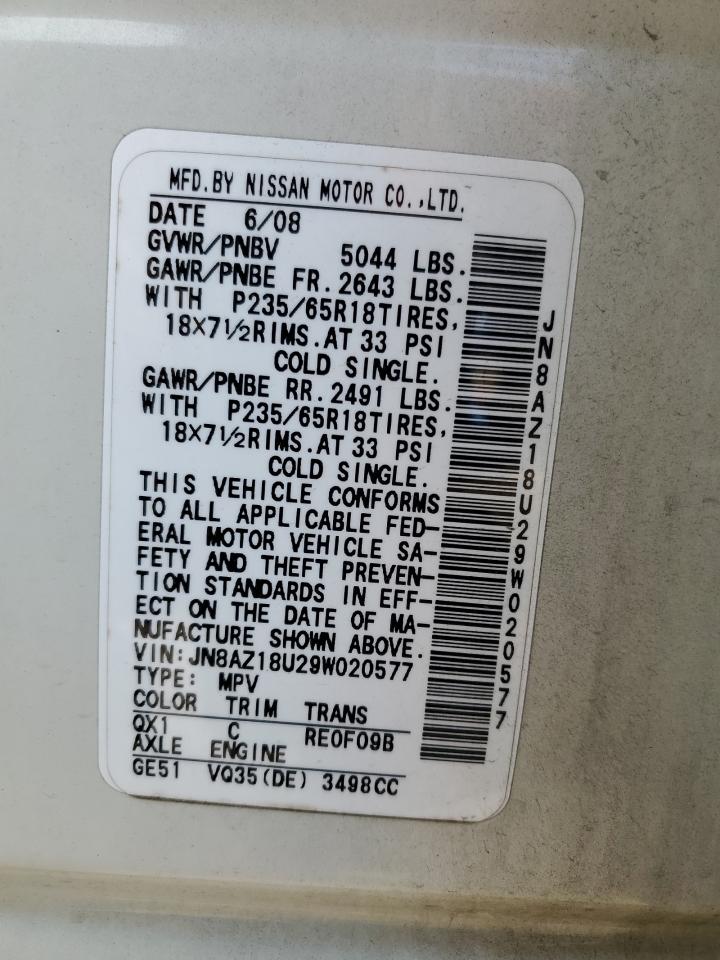 MFD.BY NISSAN MOTOR CO.,LTD.
DATE 6/08
GVWR/PNBV 5044 LBS.
GAWR/PNBE FR.2643 LBS.
WITH P235/65R18TIRES,
18×7½RIMS.AT 33 PSI
COLD SINGLE.
GAWR/PNBE RR.2491 LBS.
WITH P235/65R18TIRES,
18×7½RIMS.AT 33 PSI
COLD SINGLE.
THIS VEHICLE CONFORMS
TO ALL APPLICABLE FED-
ERAL MOTOR VEHICLE SA-
FETY AND THEFT PREVEN-
TION STANDARDS IN EFF-
ECT ON THE DATE OF MA-
NUFACTURE SHOWN ABOVE.
VIN:JN8AZ18U29W020577
TYPE: MPV
COLOR TRIM TRANS
QX1 C RE0F09B
AXLE ENGINE
GE51 VQ35(DE) 3498CC
JN8AZ18U29W020577